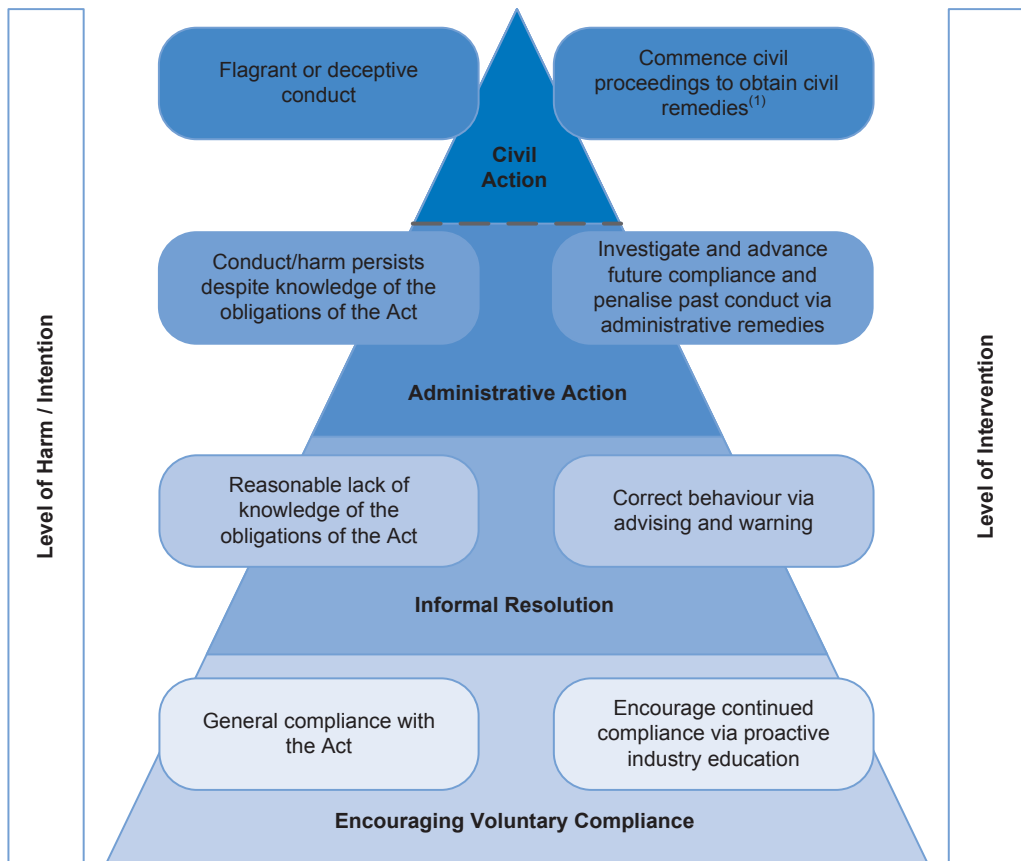 Level of Harm / Intention
Flagrant or deceptive
conduct
Commence civil
proceedings to obtain civil
remedies(1)
Civil
Action
Conduct/harm persists
despite knowledge of the
obligations of the Act
Investigate and advance
future compliance and
penalise past conduct via
administrative remedies
Administrative Action
Reasonable lack of
knowledge of the
obligations of the Act
Correct behaviour via
advising and warning
Informal Resolution
General compliance with
the Act
Encourage continued
compliance via proactive
industry education
Encouraging Voluntary Compliance
Level of Intervention